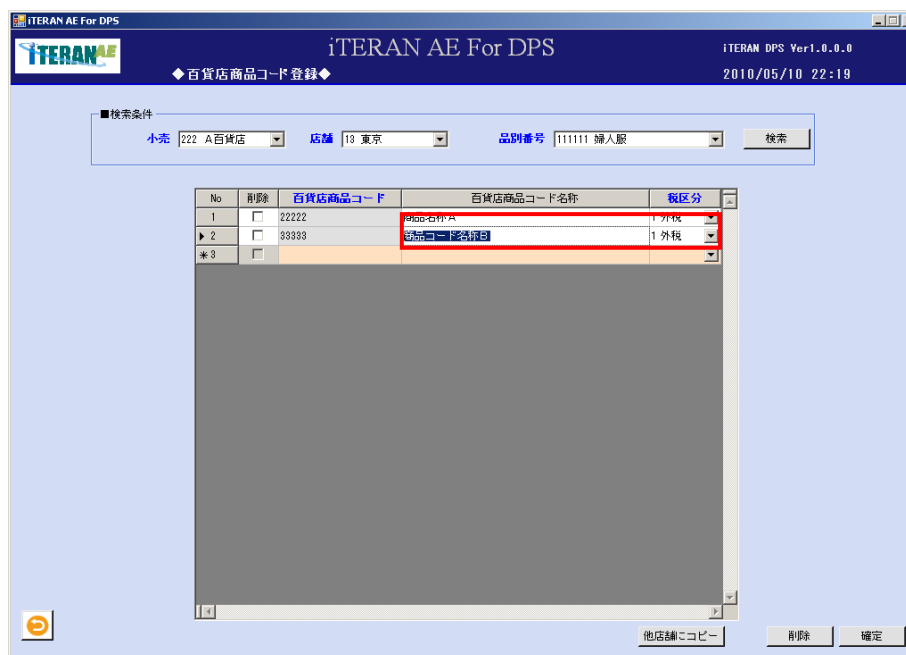 iTERAN AE For DPS
iTERAN AE
iTERAN AE For DPS
iTERAN DPS Ver1.0.0.0
◆百貨店商品コード登録◆
2010/05/10 22:19
■検索条件
小売 222 A百貨店 店舗 13 東京 品別番号 111111 婦人服 検索
No 削除 百貨店商品コード 百貨店商品コード名称 税区分
1 22222 商品名称A 1 外税
2 33333 商品コード名称B 1 外税
3
他店舗にコピー 削除 確定